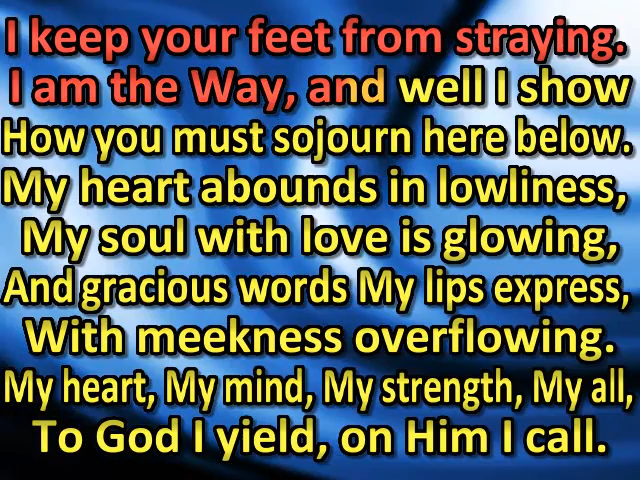 I keep your feet from straying.
I am the Way, and well I show
How you must sojourn here below.
My heart abounds in lowliness,
My soul with love is glowing,
And gracious words My lips express,
With meekness overflowing.
My heart, My mind, My strength, My all,
To God I yield, on Him I call.